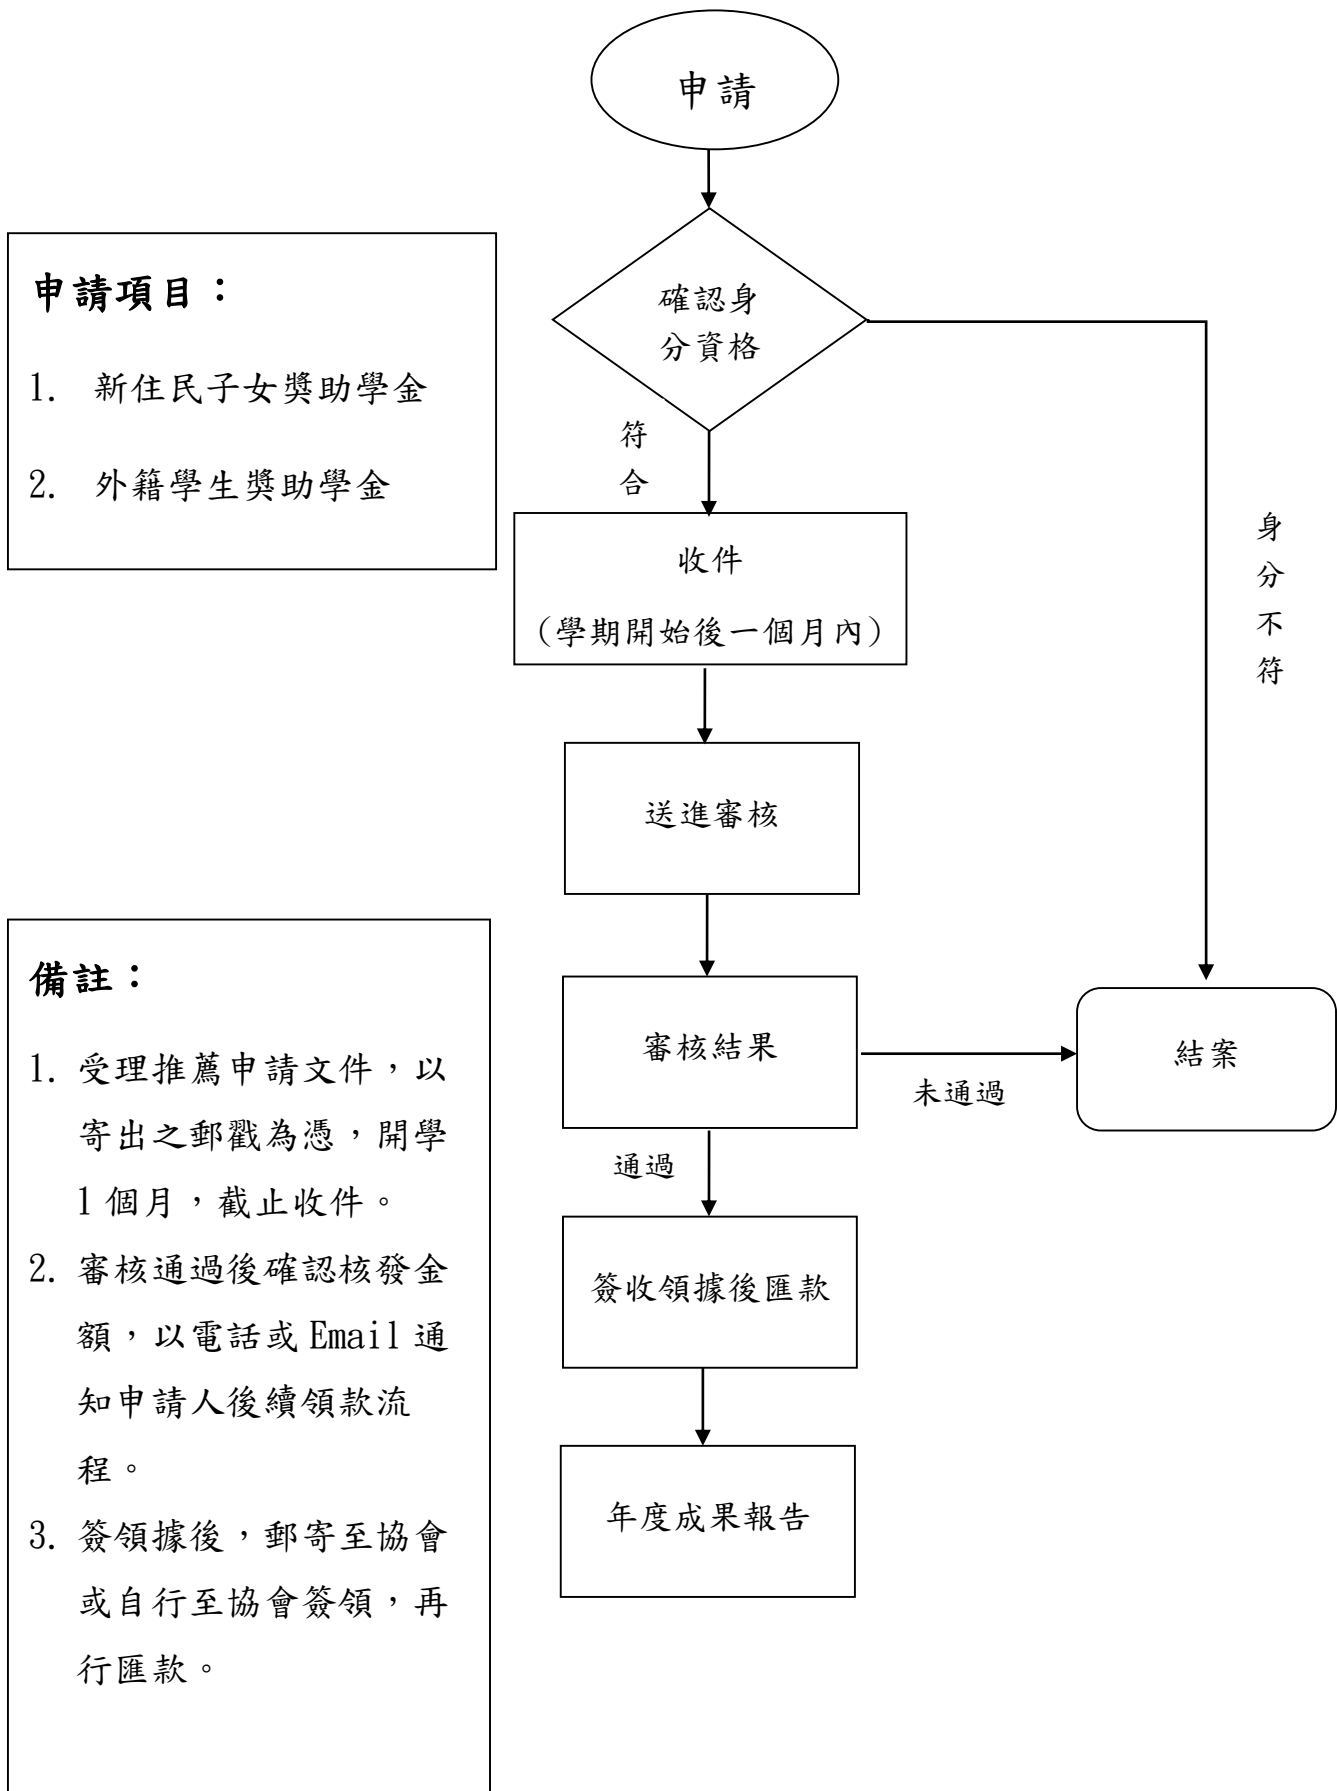 申請
確認身
分資格
申請項目：
1. 新住民子女獎助學金
2. 外籍學生獎助學金
符
合
身
分
不
符
收件
(學期開始後一個月內)
送進審核
審核結果
未通過
結案
通過
簽收領據後匯款
年度成果報告
備註：
1. 受理推薦申請文件，以
寄出之郵戳為憑，開學
1個月，截止收件。
2. 審核通過後確認核發金
額，以電話或 Email 通
知申請人後續領款流
程。
3. 簽領據後，郵寄至協會
或自行至協會簽領，再
行匯款。